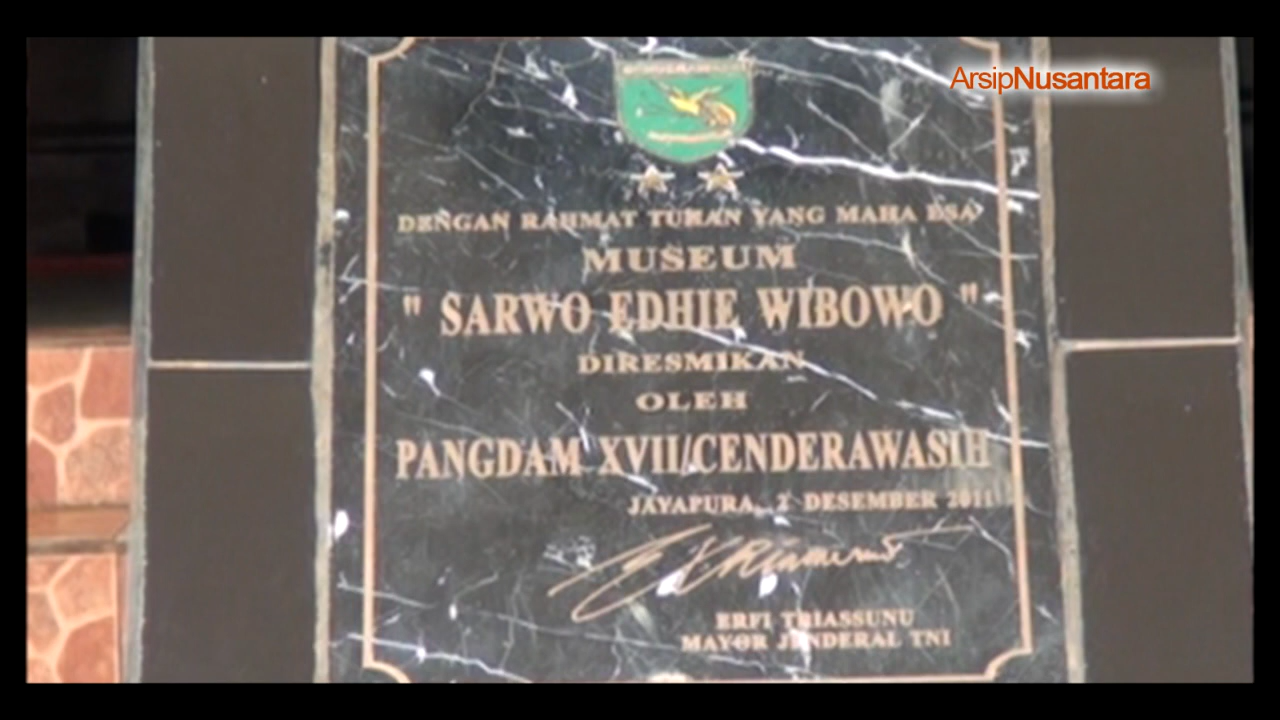 ArsipNusantara
DENGAN RAHMAT TUHAN YANG MAHA ESA
MUSEUM
" SARWO EDHIE WIBOWO "
DIRESMIKAN
OLEH
PANGDAM XVII/CENDERAWASIH
JAYAPURA, 2 DESEMBER 2011
ERFI TRIASSUNU
MAYOR JENDERAL TNI